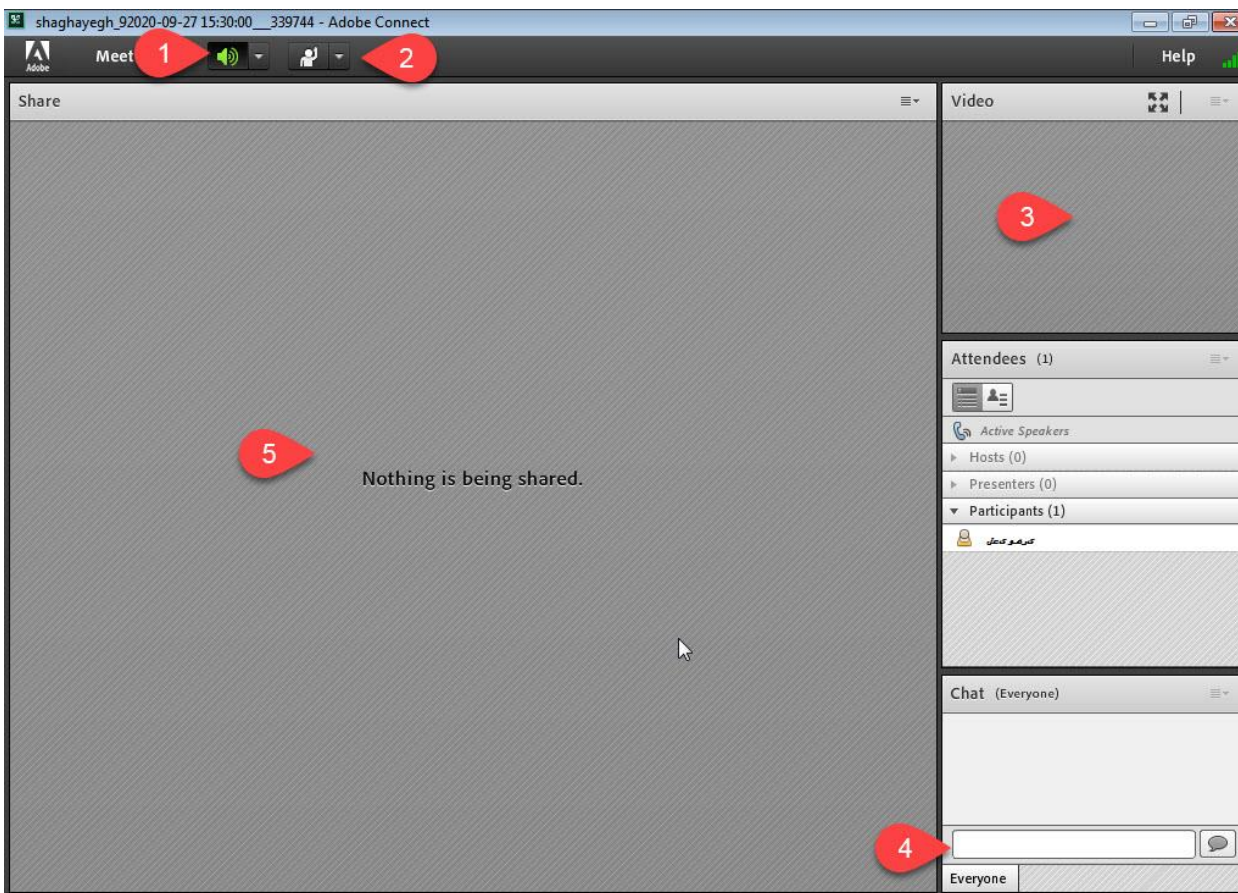 shaghayegh_92020-09-27 15:30:00__339744 - Adobe Connect
Adobe
Meet
1
2
Help
Share
Video
3
Attendees (1)
Active Speakers
Hosts (0)
Presenters (0)
Participants (1)
5
Nothing is being shared.
Chat (Everyone)
4
Everyone